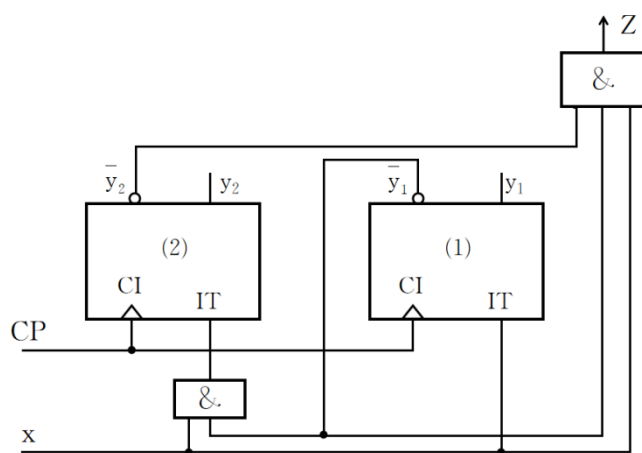 Z
&
ȳ₂
y₂
ȳ₁
y₁
(2)
(1)
CI
IT
CI
IT
CP
&
x